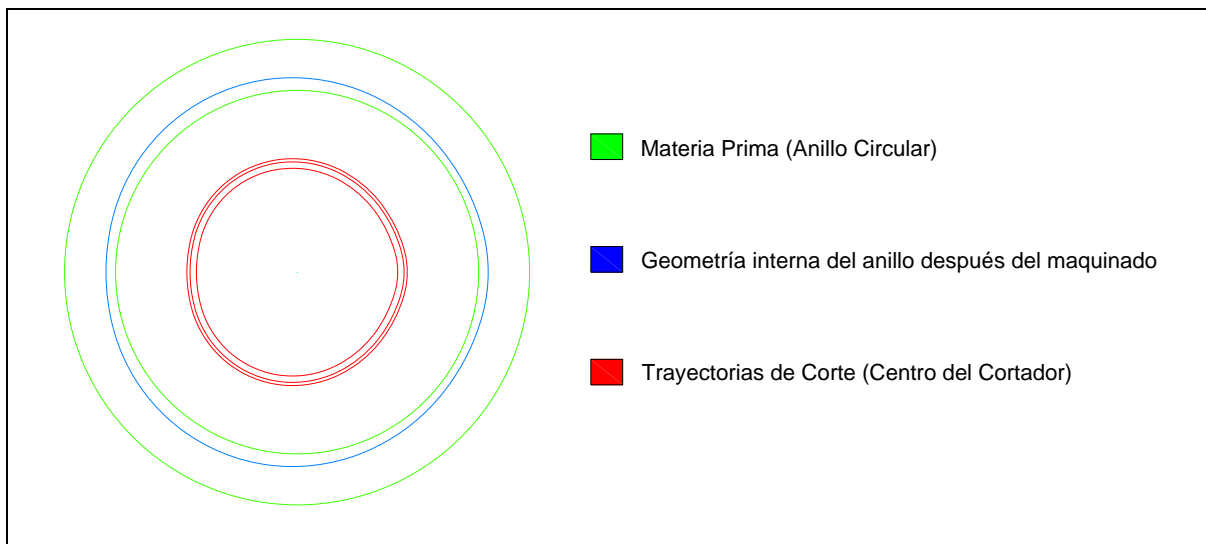 Materia Prima (Anillo Circular)
Geometría interna del anillo después del maquinado
Trayectorias de Corte (Centro del Cortador)